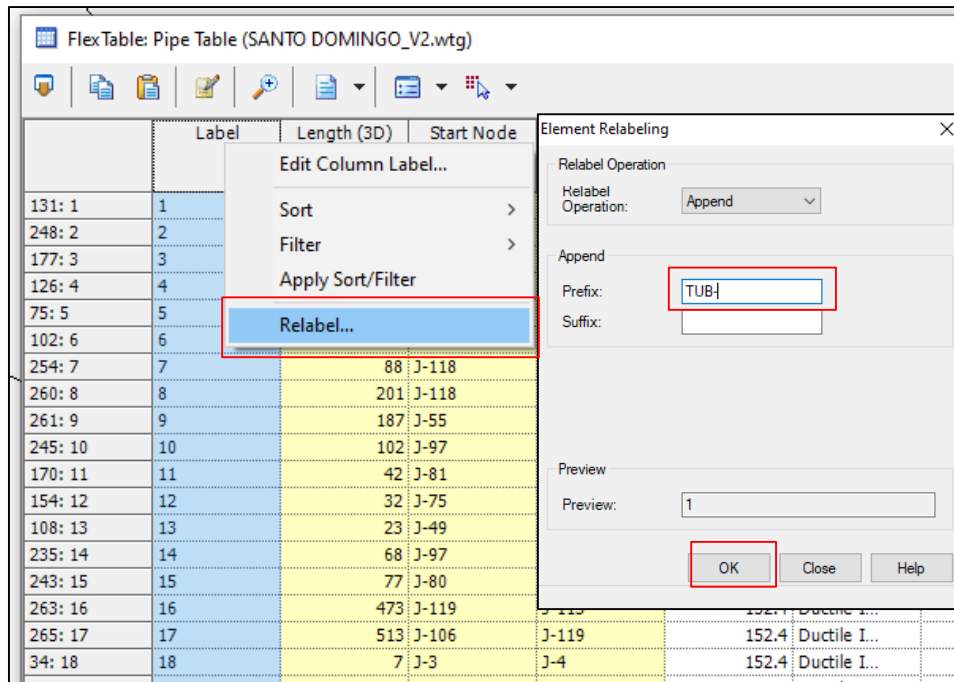 FlexTable: Pipe Table (SANTO DOMINGO_V2.wtg)
Label Length (3D) Start Node
Edit Column Label...
Sort
Filter
Apply Sort/Filter
Relabel...
131: 1 1
248: 2 2
177: 3 3
126: 4 4
75: 5 5
102: 6 6
254: 7 7 88 J-118
260: 8 8 201 J-118
261: 9 9 187 J-55
245: 10 10 102 J-97
170: 11 11 42 J-81
154: 12 12 32 J-75
108: 13 13 23 J-49
235: 14 14 68 J-97
243: 15 15 77 J-80
263: 16 16 473 J-119
265: 17 17 513 J-106 J-119 152.4 Ductile I...
34: 18 18 7 J-3 J-4 152.4 Ductile I...
Element Relabeling
Relabel Operation
Relabel
Operation: Append
Append
Prefix: TUB-
Suffix:
Preview
Preview: 1
OK Close Help